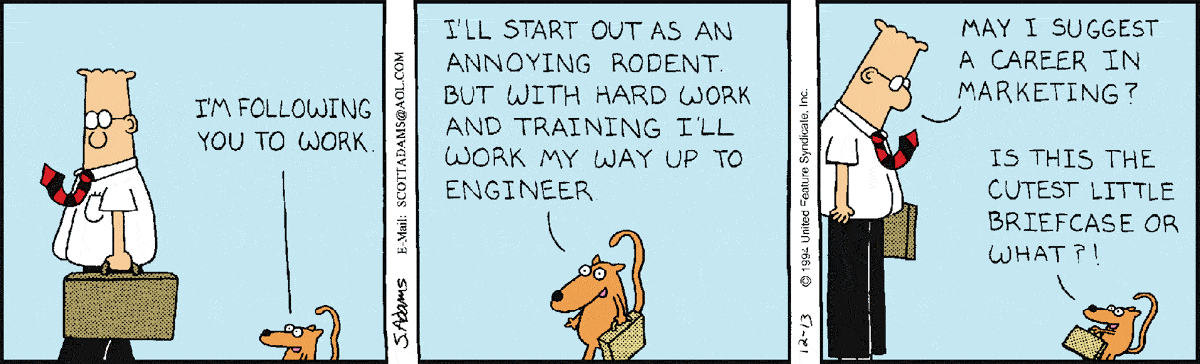 I'M FOLLOWING
YOU TO WORK.
S.Adams
E-Mail: SCOTTADAMS@AOL.COM
I'LL START OUT AS AN
ANNOYING RODENT.
BUT WITH HARD WORK
AND TRAINING I'LL
WORK MY WAY UP TO
ENGINEER
12-13
© 1994 United Feature Syndicate, Inc.
MAY I SUGGEST
A CAREER IN
MARKETING?
IS THIS THE
CUTEST LITTLE
BRIEFCASE OR
WHAT?!